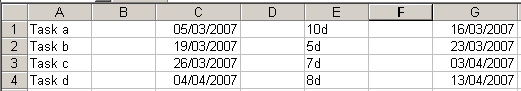 A B C D E F G
1 Task a 05/03/2007 10d 16/03/2007
2 Task b 19/03/2007 5d 23/03/2007
3 Task c 26/03/2007 7d 03/04/2007
4 Task d 04/04/2007 8d 13/04/2007